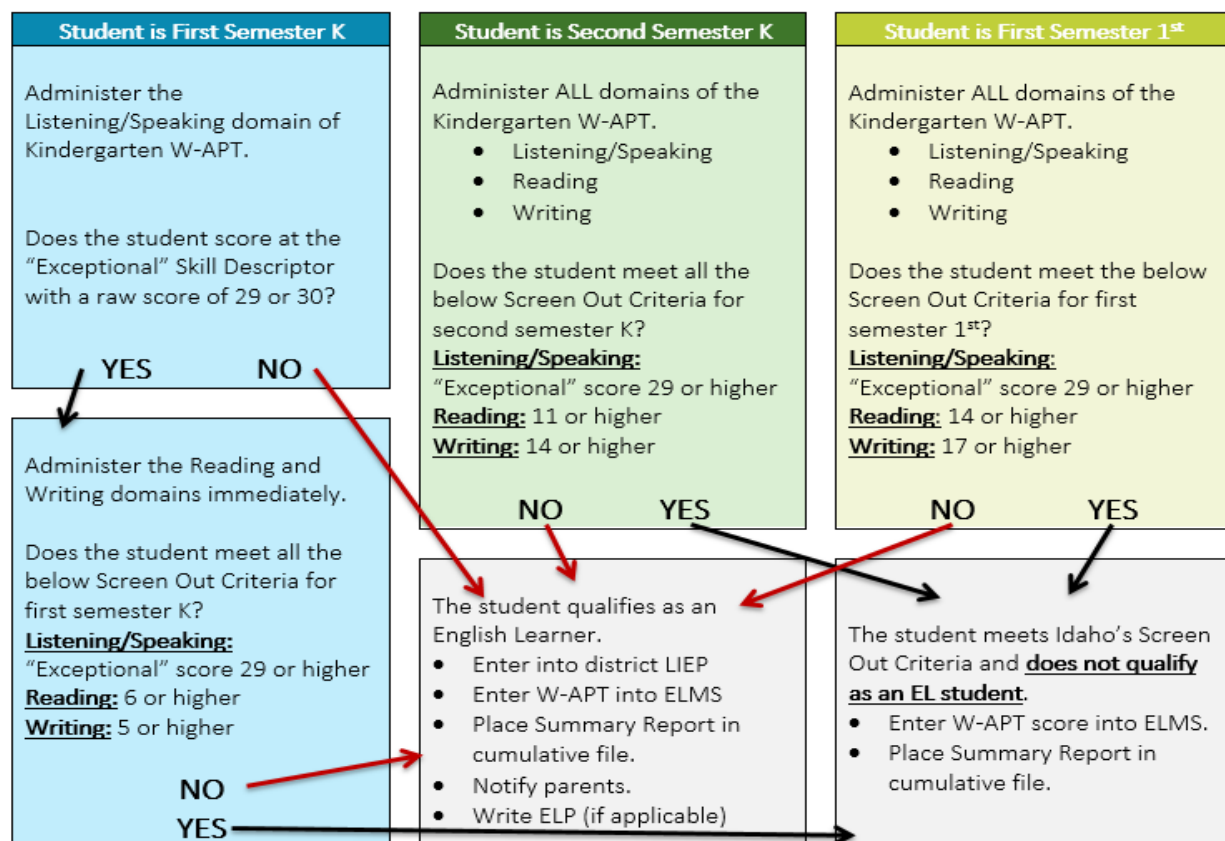 Student is First Semester K
Administer the
Listening/Speaking domain of
Kindergarten W-APT.
Does the student score at the
“Exceptional” Skill Descriptor
with a raw score of 29 or 30?
YES NO
Administer the Reading and
Writing domains immediately.
Does the student meet all the
below Screen Out Criteria for
first semester K?
Listening/Speaking:
“Exceptional” score 29 or higher
Reading: 6 or higher
Writing: 5 or higher
NO
YES
Student is Second Semester K
Administer ALL domains of the
Kindergarten W-APT.
• Listening/Speaking
• Reading
• Writing
Does the student meet all the
below Screen Out Criteria for
second semester K?
Listening/Speaking:
“Exceptional” score 29 or higher
Reading: 11 or higher
Writing: 14 or higher
NO YES
Student is First Semester 1st
Administer ALL domains of the
Kindergarten W-APT.
• Listening/Speaking
• Reading
• Writing
Does the student meet the below
Screen Out Criteria for first
semester 1st?
Listening/Speaking:
“Exceptional” score 29 or higher
Reading: 14 or higher
Writing: 17 or higher
NO YES
The student qualifies as an
English Learner.
• Enter into district LIEP
• Enter W-APT into ELMS
• Place Summary Report in
cumulative file.
• Notify parents.
• Write ELP (if applicable)
The student meets Idaho’s Screen
Out Criteria and does not qualify
as an EL student.
• Enter W-APT score into ELMS.
• Place Summary Report in
cumulative file.